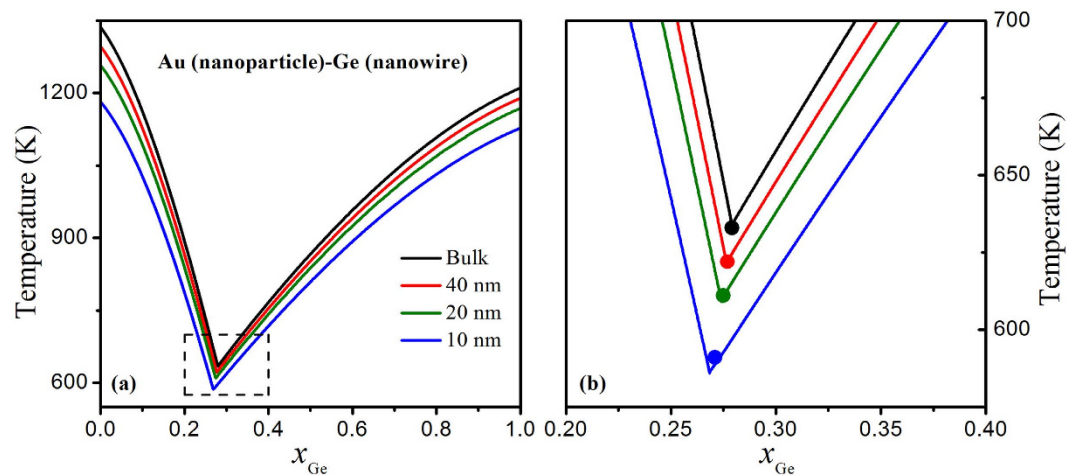 Au (nanoparticle)-Ge (nanowire)
Temperature (K)
1200
900
600
Bulk
40 nm
20 nm
10 nm
(a)
0.0 0.2 0.4 0.6 0.8 1.0
xGe
700
650
600
Temperature (K)
(b)
0.20 0.25 0.30 0.35 0.40
xGe